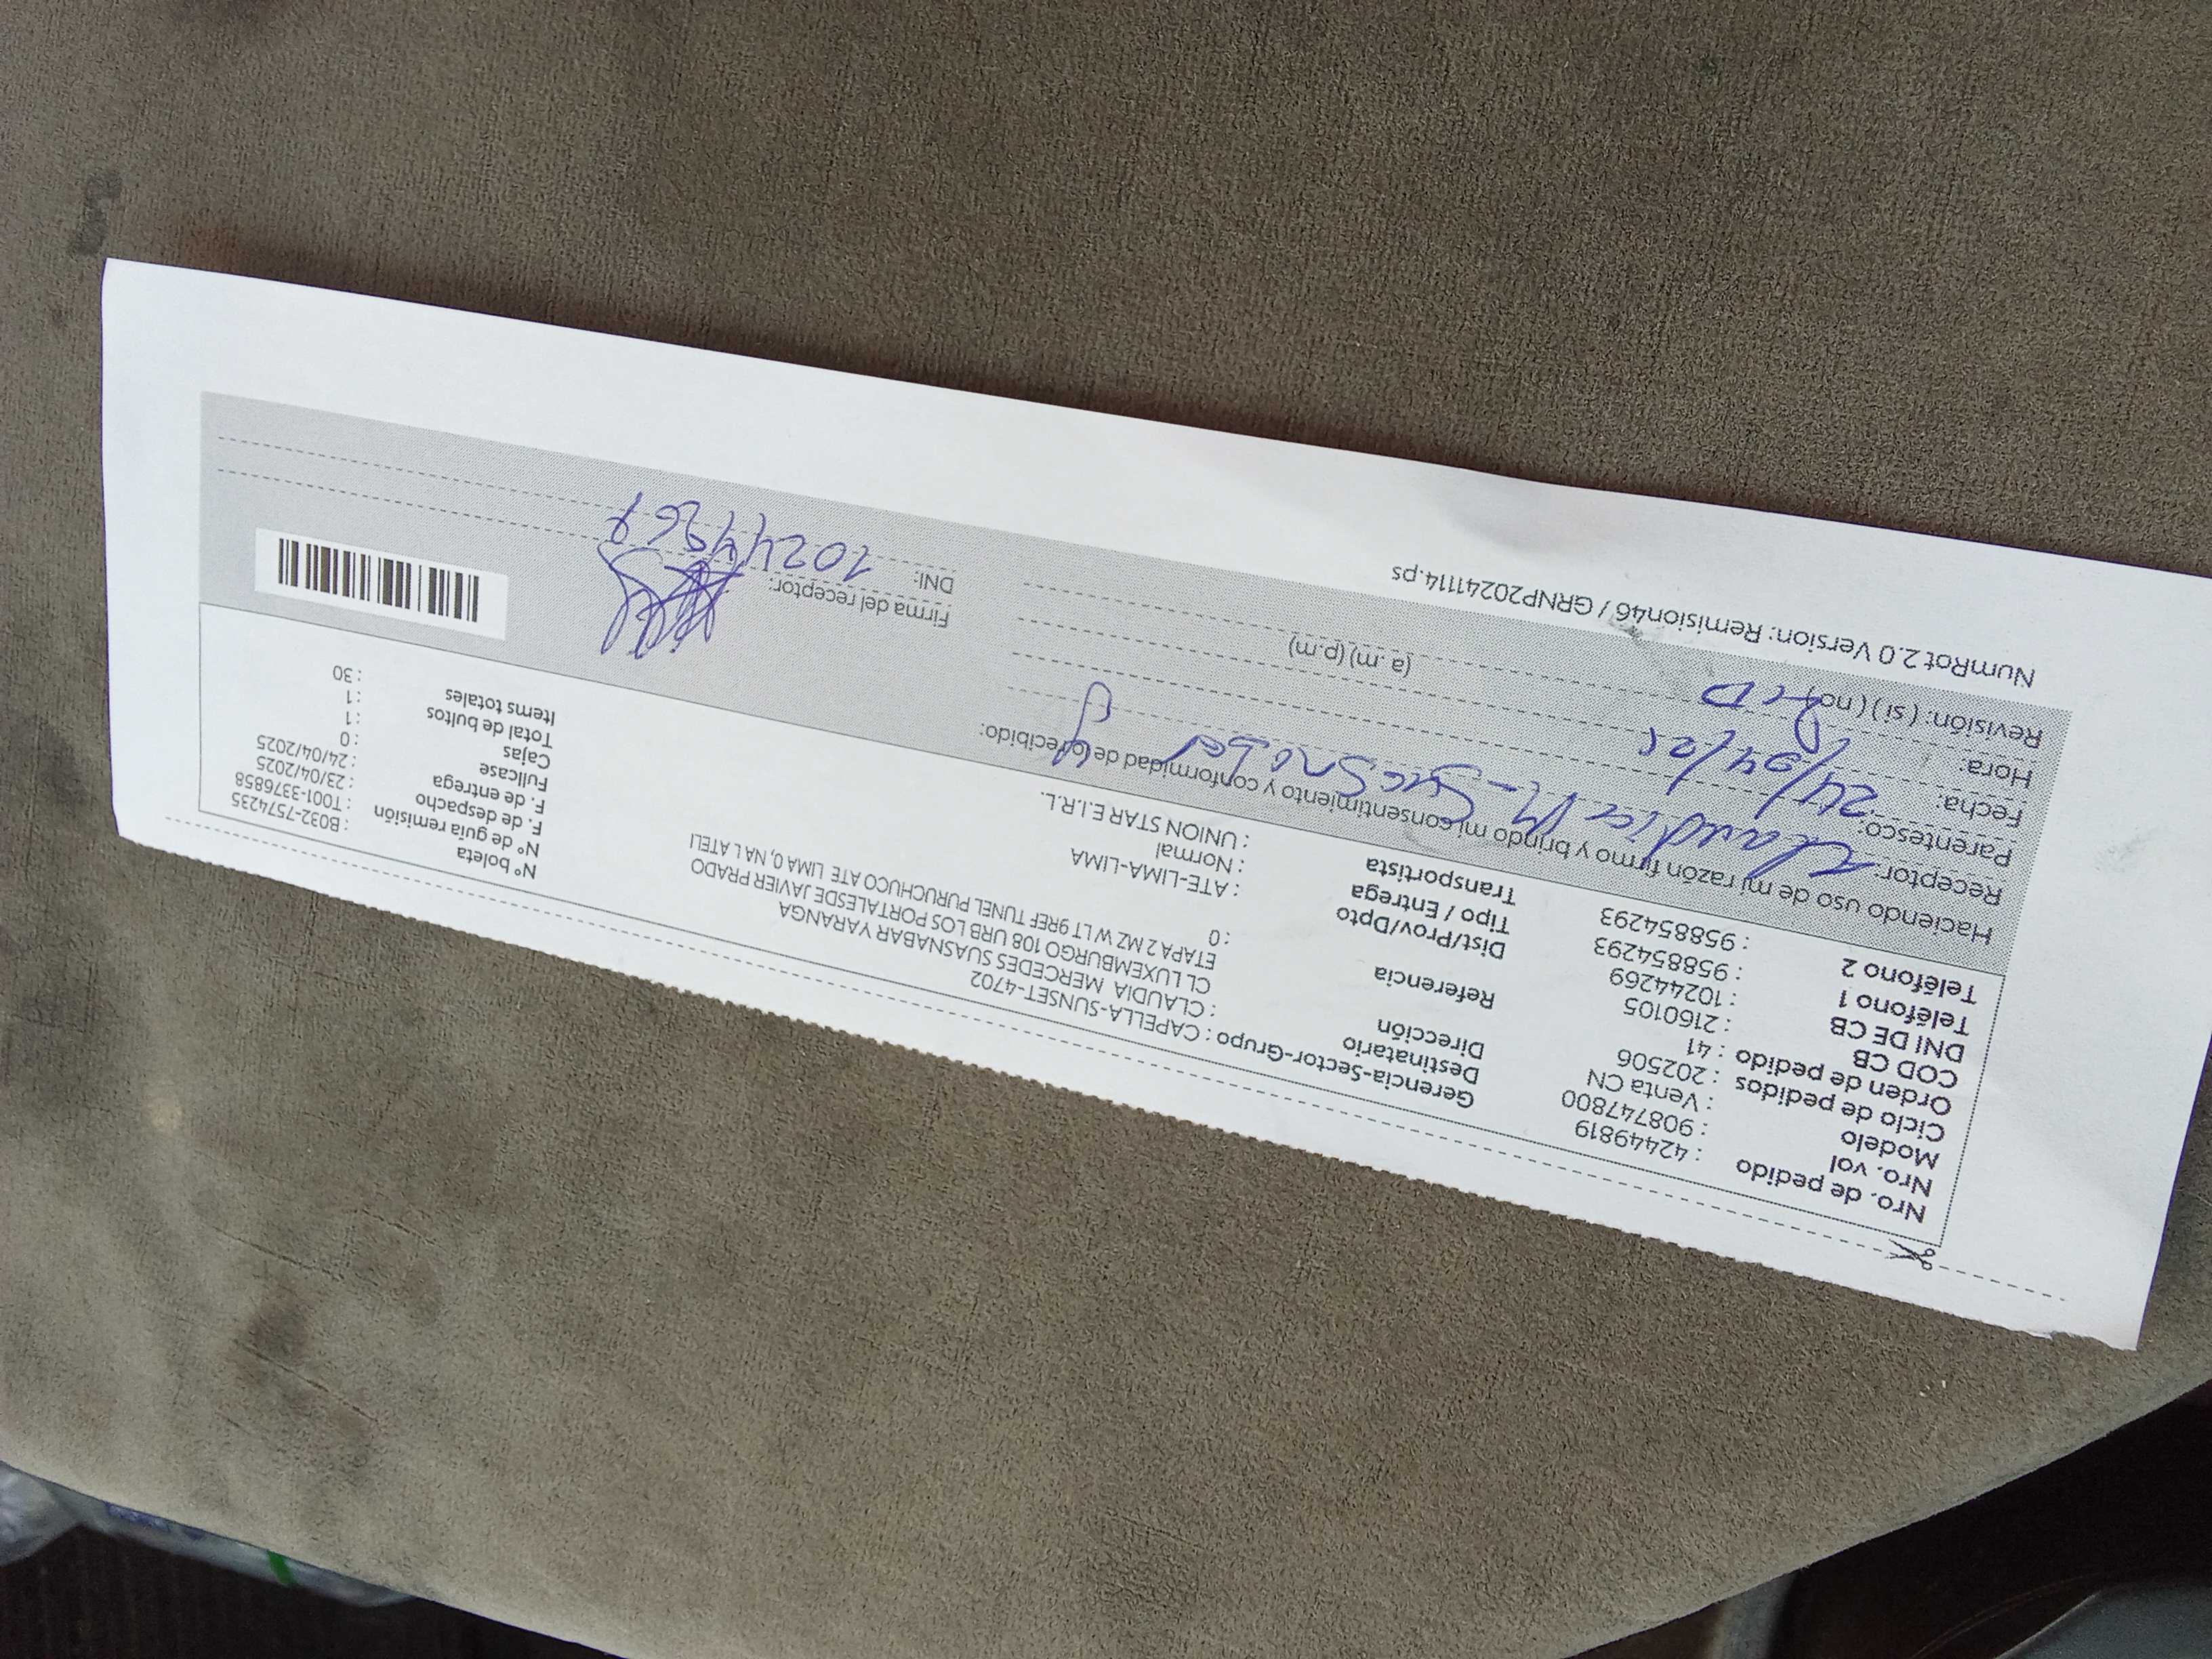 Nro. de pedido : 42449819
Nro. vol : 908747800
Modelo : Venta CN
Ciclo de pedidos : 202506
Orden de pedido : 41
COD CB : 2160105
DNI DE CB : 10244269
Teléfono 1 : 958854293
Teléfono 2 : 958854293
Gerencia-Sector-Grupo : CAPELLA-SUNSET-4702
Destinatario : CLAUDIA MERCEDES SUASNABAR YARANGA
Dirección CL LUXEMBURGO 108 URB LOS PORTALESDE JAVIER PRADO
ETAPA 2 MZ W LT 9REF TUNEL PURUCHUCO ATE LIMA 0, NA L ATELI
Referencia : 0
Dist/Prov/Dpto : ATE-LIMA-LIMA
Tipo / Entrega : Normal
Transportista : UNION STAR E.I.R.L.
N° boleta : B032-7574235
N° de guía remisión : T001-3376858
F. de despacho : 23/04/2025
F. de entrega : 24/04/2025
Fullcase : 0
Cajas : 1
Total de bultos : 1
Items totales : 30
Haciendo uso de mi razón firmo y brindo mi consentimiento y conformidad de lo recibido:
Receptor: Claudia M
Parentesco:
Fecha: 24/04/
Hora: (a. m) (p.m)
Revisión: ( si ) ( no )
Firma del receptor:
DNI: 10244269
NumRot 2.0 Version: Remision46 / GRNP20241114.ps